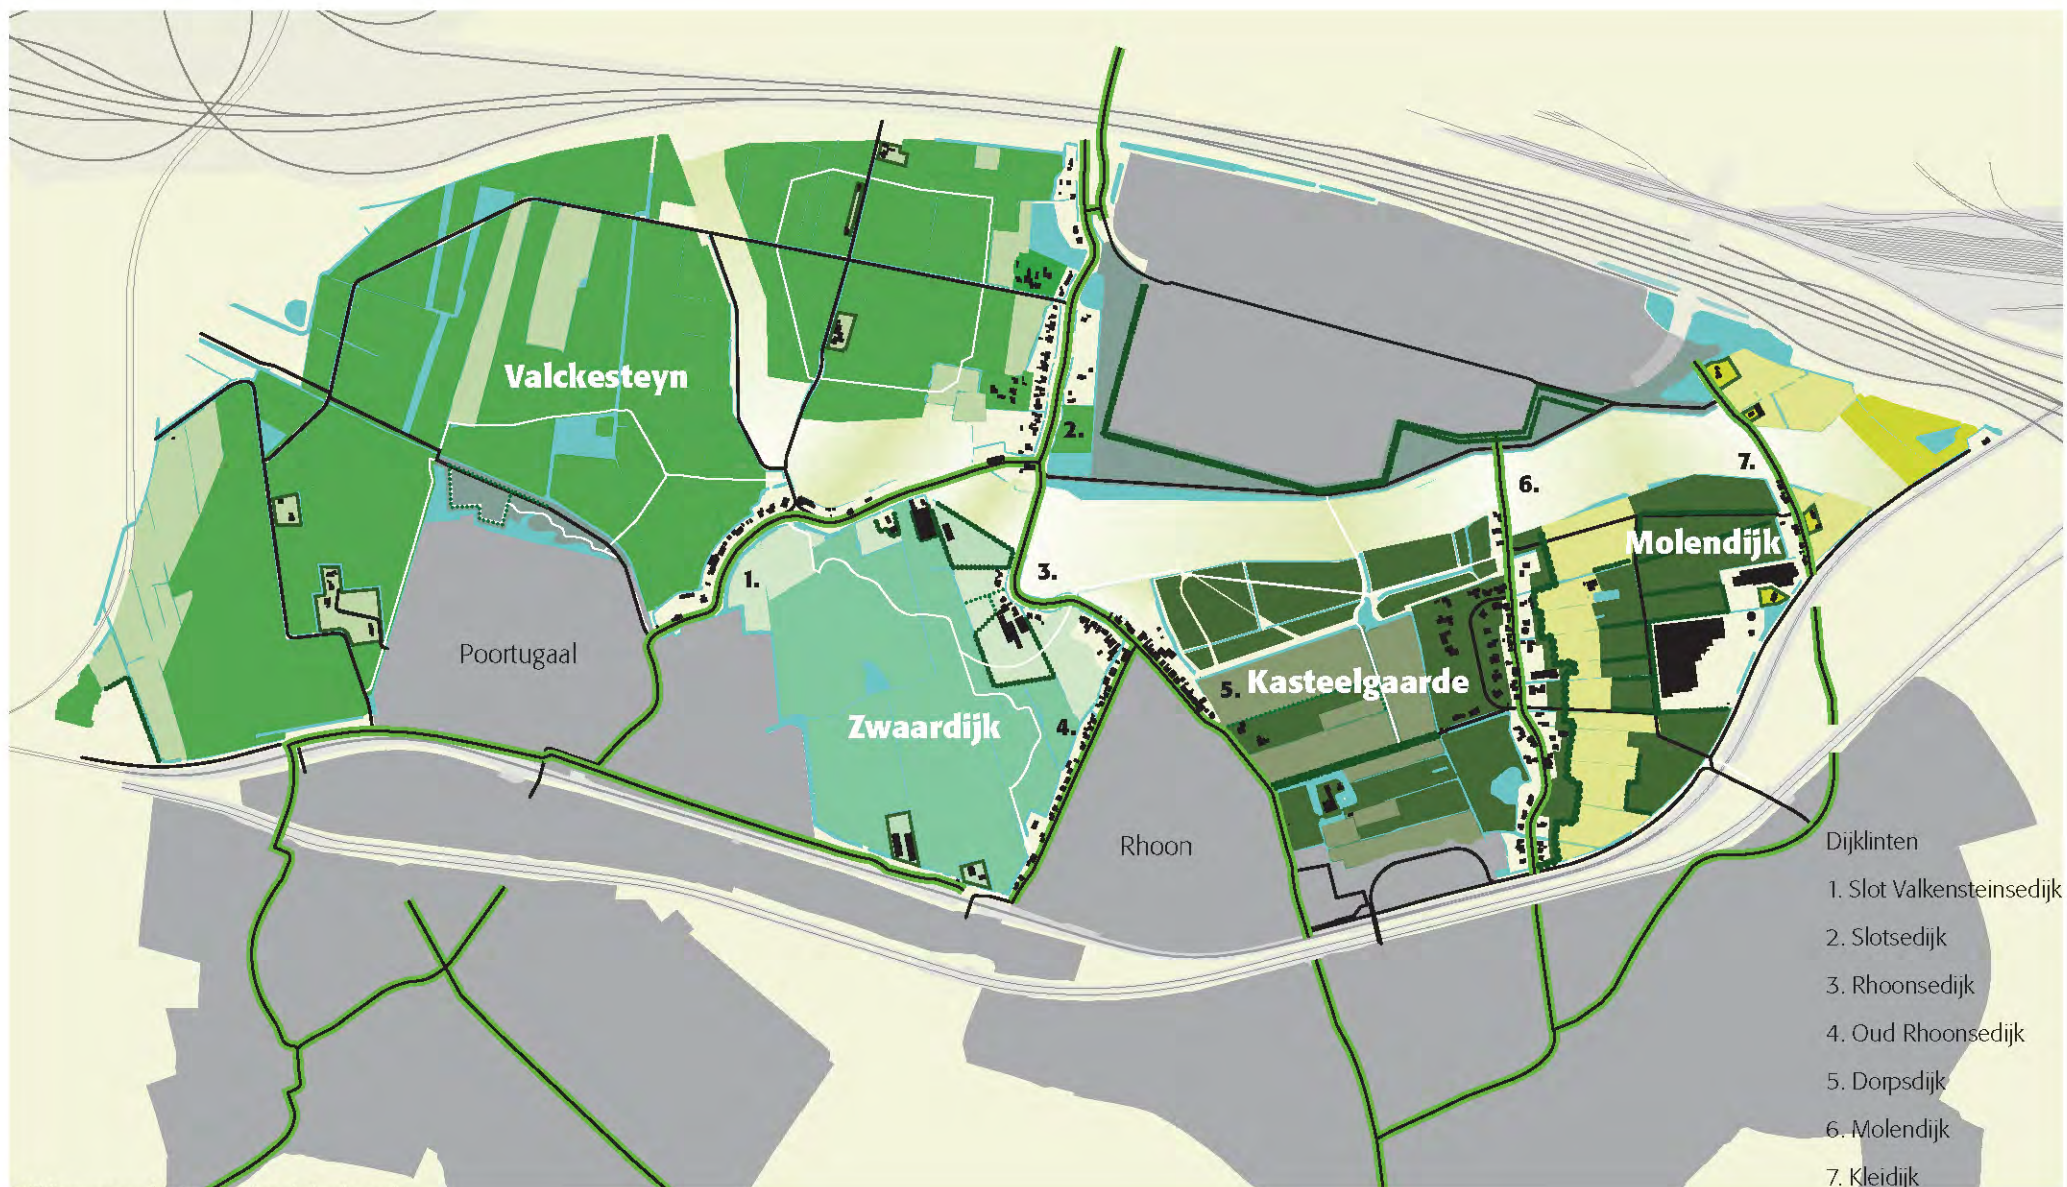 Valckesteyn
2.
7.
6.
Molendijk
3.
1.
Poortugaal
5. Kasteelgaarde
Zwaardijk
4.
Rhoon
Dijklinten
1. Slot Valkensteinsedijk
2. Slotsedijk
3. Rhoonsedijk
4. Oud Rhoonsedijk
5. Dorpsdijk
6. Molendijk
7. Kleidijk